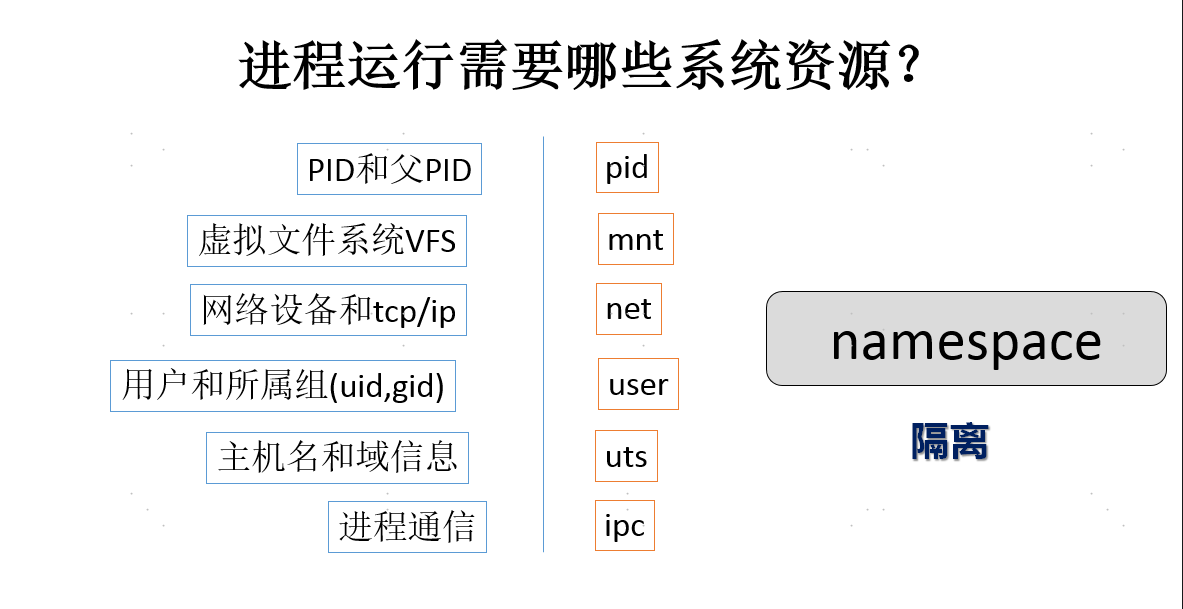 进程运行需要哪些系统资源？
PID和父PID
pid
虚拟文件系统VFS
mnt
网络设备和tcp/ip
net
用户和所属组(uid,gid)
user
主机名和域信息
uts
进程通信
ipc
namespace
隔离